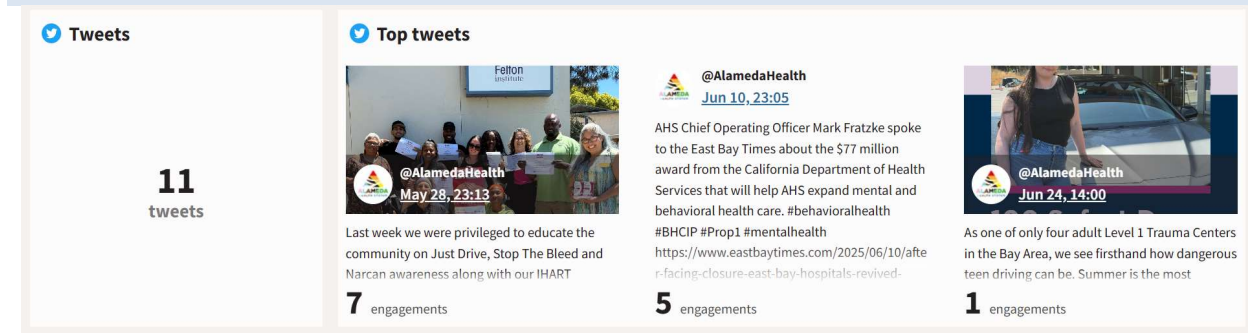 Tweets
11
tweets
Top tweets
Felton
Institute
@AlamedaHealth
May 28, 23:13
Last week we were privileged to educate the
community on Just Drive, Stop The Bleed and
Narcan awareness along with our IHART
7 engagements
@AlamedaHealth
Jun 10, 23:05
AHS Chief Operating Officer Mark Fratzke spoke
to the East Bay Times about the $77 million
award from the California Department of Health
Services that will help AHS expand mental and
behavioral health care. #behavioralhealth
#BHCIP #Prop1 #mentalhealth
https://www.eastbaytimes.com/2025/06/10/afte
r-facing-closure-east-bay-hospitals-revived-
5 engagements
@AlamedaHealth
Jun 24, 14:00
As one of only four adult Level 1 Trauma Centers
in the Bay Area, we see firsthand how dangerous
teen driving can be. Summer is the most
1 engagements